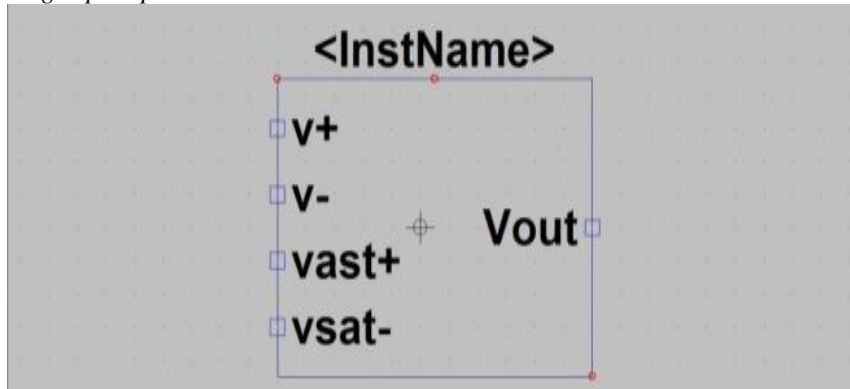 <InstName>
v+
v-
Vout
vast+
vsat-